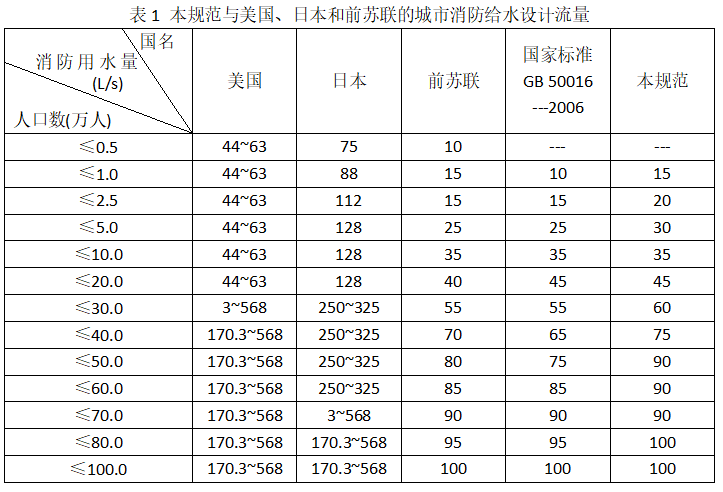 表1 本规范与美国、日本和前苏联的城市消防给水设计流量
国名
消防用水量
(L/s)
人口数(万人)
美国 日本 前苏联 国家标准 GB 50016 ---2006 本规范
≤0.5 44~63 75 10 --- ---
≤1.0 44~63 88 15 10 15
≤2.5 44~63 112 15 15 20
≤5.0 44~63 128 25 25 30
≤10.0 44~63 128 35 35 35
≤20.0 44~63 128 40 45 45
≤30.0 3~568 250~325 55 55 60
≤40.0 170.3~568 250~325 70 65 75
≤50.0 170.3~568 250~325 80 75 90
≤60.0 170.3~568 250~325 85 85 90
≤70.0 170.3~568 3~568 90 90 90
≤80.0 170.3~568 170.3~568 95 95 100
≤100.0 170.3~568 170.3~568 100 100 100